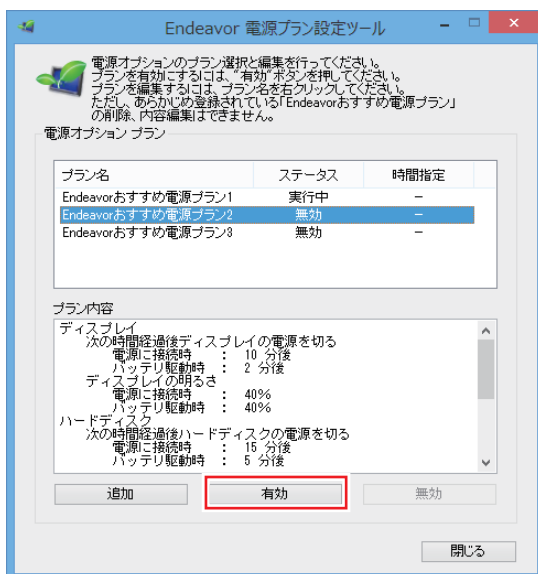 Endeavor 電源プラン設定ツール
電源オプションのプラン選択と編集を行ってください。
プランを有効にするには、"有効"ボタンを押してください。
プランを編集するには、プラン名を右クリックしてください。
ただし、あらかじめ登録されている「Endeavorおすすめ電源プラン」
の削除、内容編集はできません。
電源オプション プラン
プラン名 ステータス 時間指定
Endeavorおすすめ電源プラン1 実行中 −
Endeavorおすすめ電源プラン2 無効 −
Endeavorおすすめ電源プラン3 無効 −
プラン内容
ディスプレイ
次の時間経過後ディスプレイの電源を切る
電源に接続時 : 10 分後
バッテリ駆動時 : 2 分後
ディスプレイの明るさ
電源に接続時 : 40%
バッテリ駆動時 : 40%
ハードディスク
次の時間経過後ハードディスクの電源を切る
電源に接続時 : 15 分後
バッテリ駆動時 : 5 分後
追加 有効 無効
閉じる